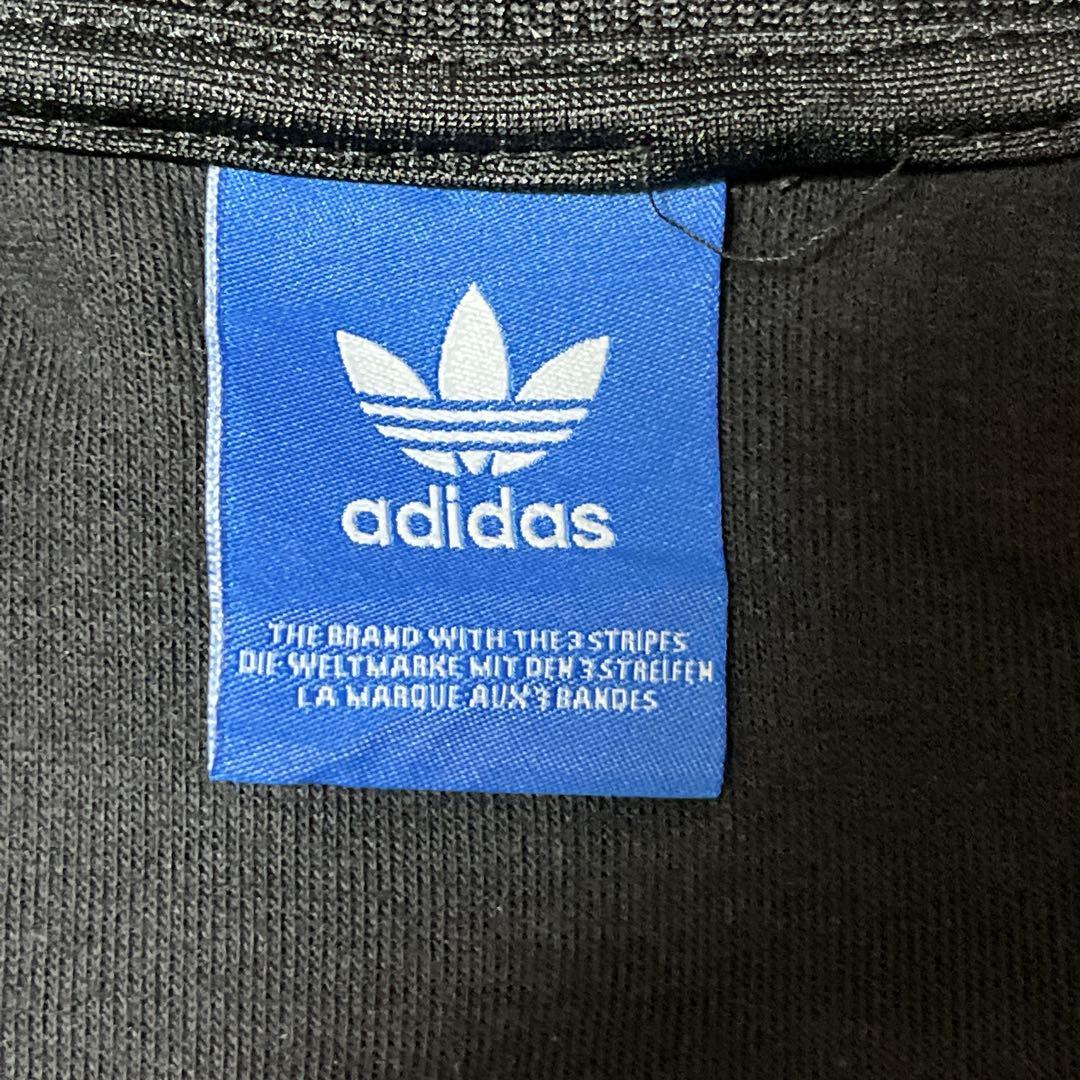 adidas
THE BRAND WITH THE 3 STRIPES
DIE WELTMARKE MIT DEN 3 STREIFEN
LA MARQUE AUX 3 BANDES